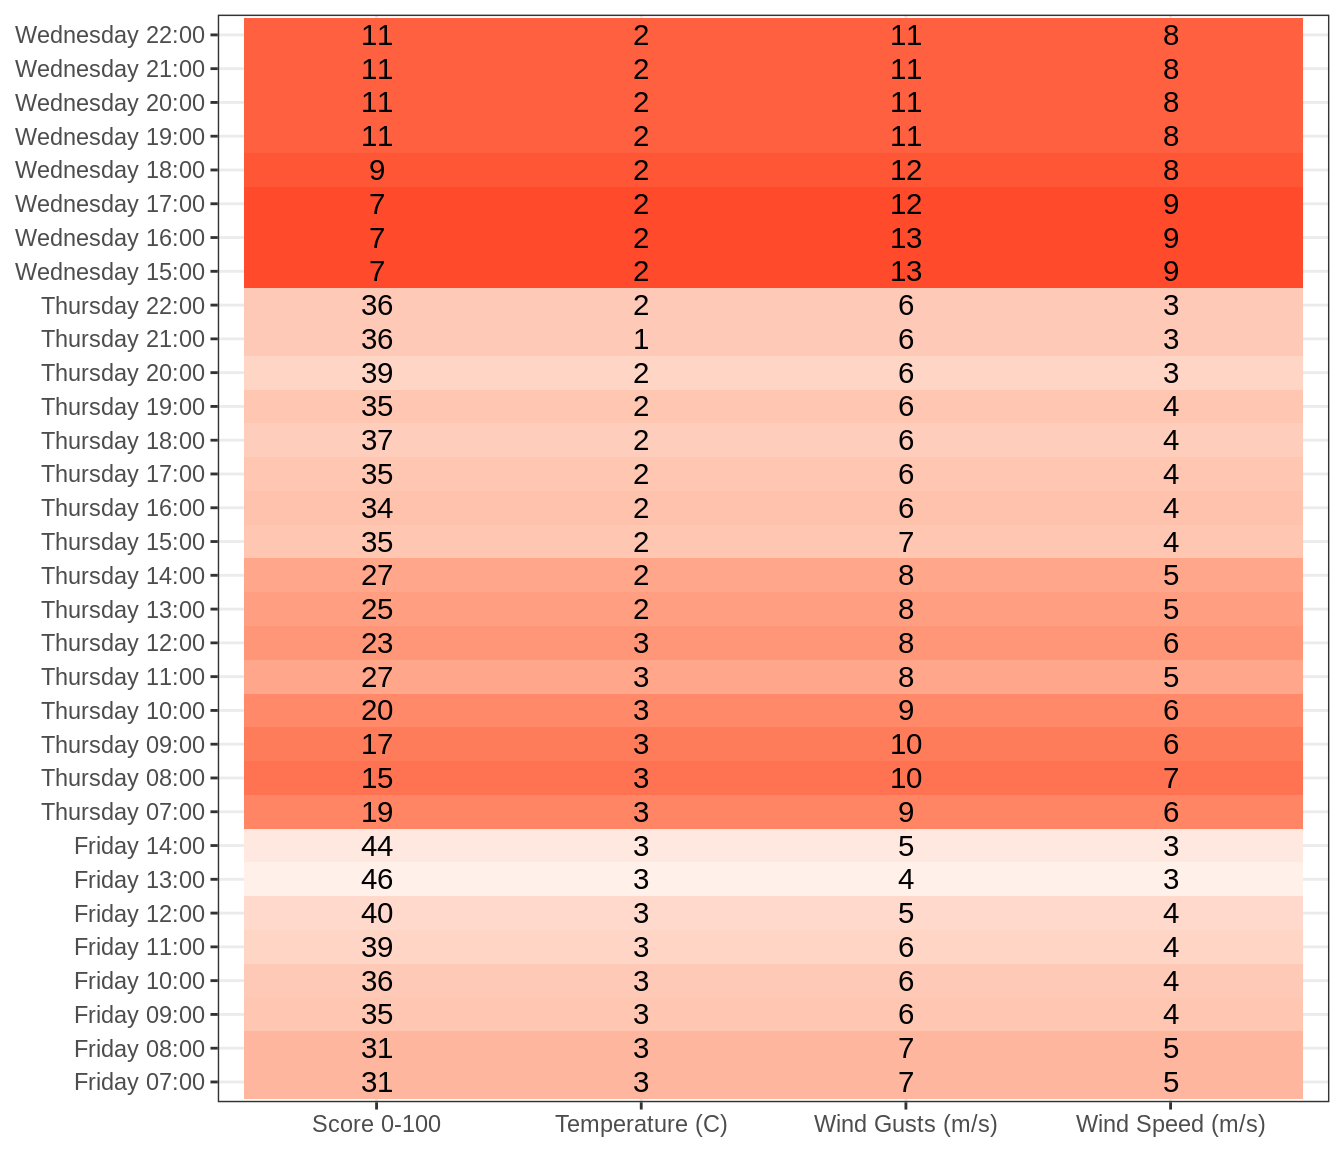 Wednesday 22:00 11 2 11 8
Wednesday 21:00 11 2 11 8
Wednesday 20:00 11 2 11 8
Wednesday 19:00 11 2 11 8
Wednesday 18:00 9 2 12 8
Wednesday 17:00 7 2 12 9
Wednesday 16:00 7 2 13 9
Wednesday 15:00 7 2 13 9
Thursday 22:00 36 2 6 3
Thursday 21:00 36 1 6 3
Thursday 20:00 39 2 6 3
Thursday 19:00 35 2 6 4
Thursday 18:00 37 2 6 4
Thursday 17:00 35 2 6 4
Thursday 16:00 34 2 6 4
Thursday 15:00 35 2 7 4
Thursday 14:00 27 2 8 5
Thursday 13:00 25 2 8 5
Thursday 12:00 23 3 8 6
Thursday 11:00 27 3 8 5
Thursday 10:00 20 3 9 6
Thursday 09:00 17 3 10 6
Thursday 08:00 15 3 10 7
Thursday 07:00 19 3 9 6
Friday 14:00 44 3 5 3
Friday 13:00 46 3 4 3
Friday 12:00 40 3 5 4
Friday 11:00 39 3 6 4
Friday 10:00 36 3 6 4
Friday 09:00 35 3 6 4
Friday 08:00 31 3 7 5
Friday 07:00 31 3 7 5
Score 0-100 Temperature (C) Wind Gusts (m/s) Wind Speed (m/s)